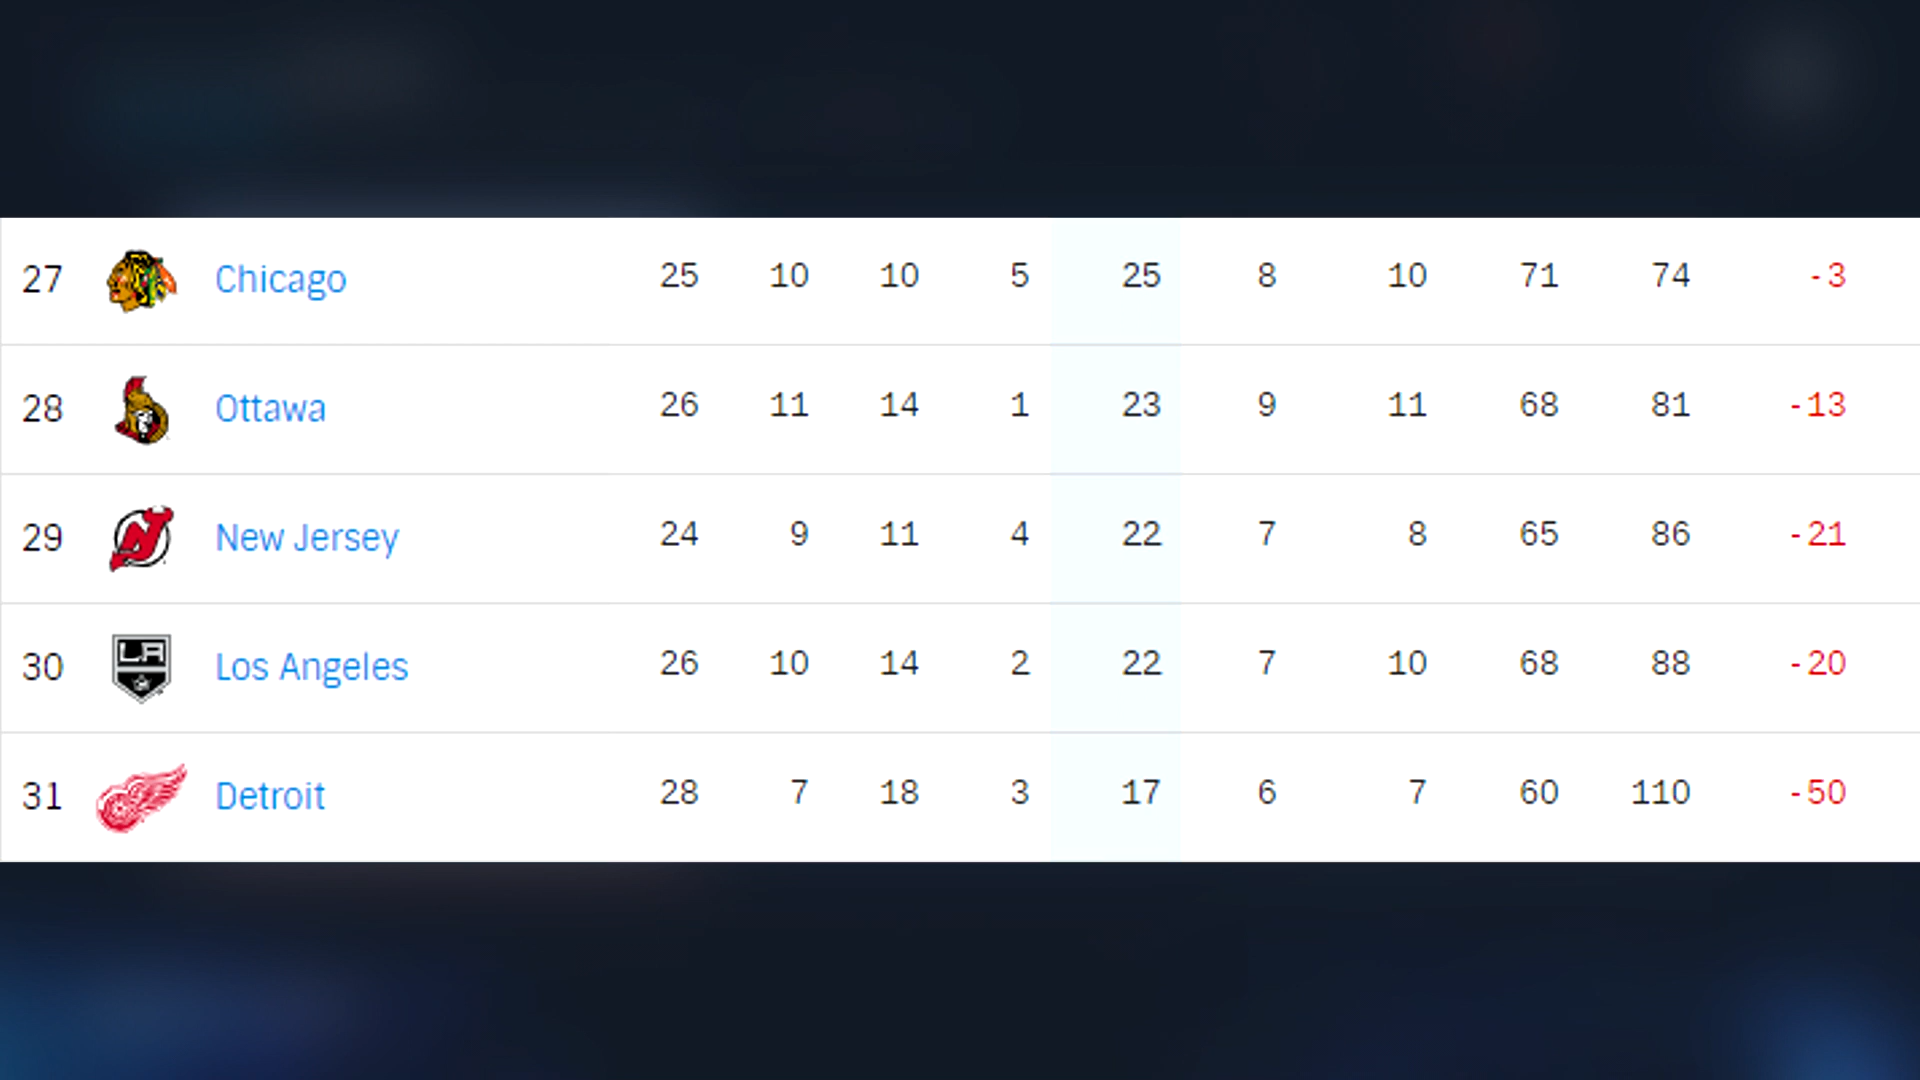 27 Chicago 25 10 10 5 25 8 10 71 74 -3
28 Ottawa 26 11 14 1 23 9 11 68 81 -13
29 New Jersey 24 9 11 4 22 7 8 65 86 -21
LA
30 Los Angeles 26 10 14 2 22 7 10 68 88 -20
31 Detroit 28 7 18 3 17 6 7 60 110 -50